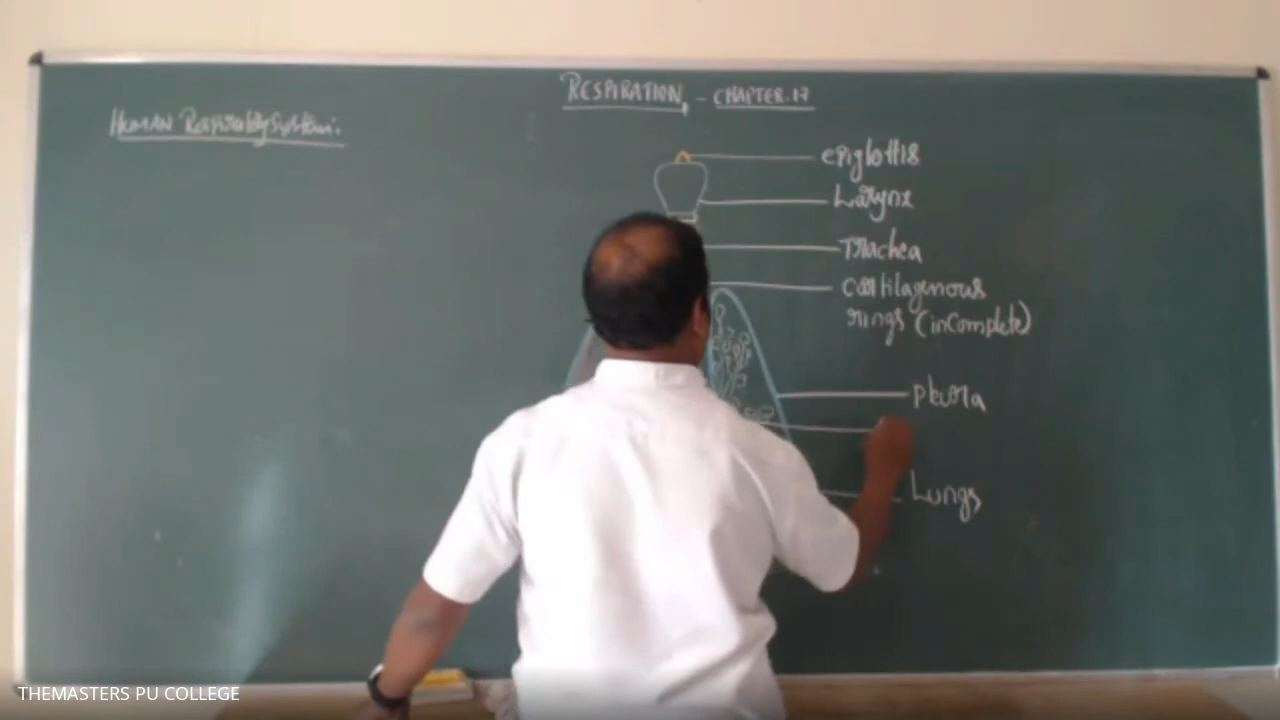 RESPIRATION, - CHAPTER.17
HUMAN Respiratory System:
epiglottis
Larynx
Trachea
cartilagenous
rings (inComplete)
pleura
Lungs
THEMASTERS PU COLLEGE